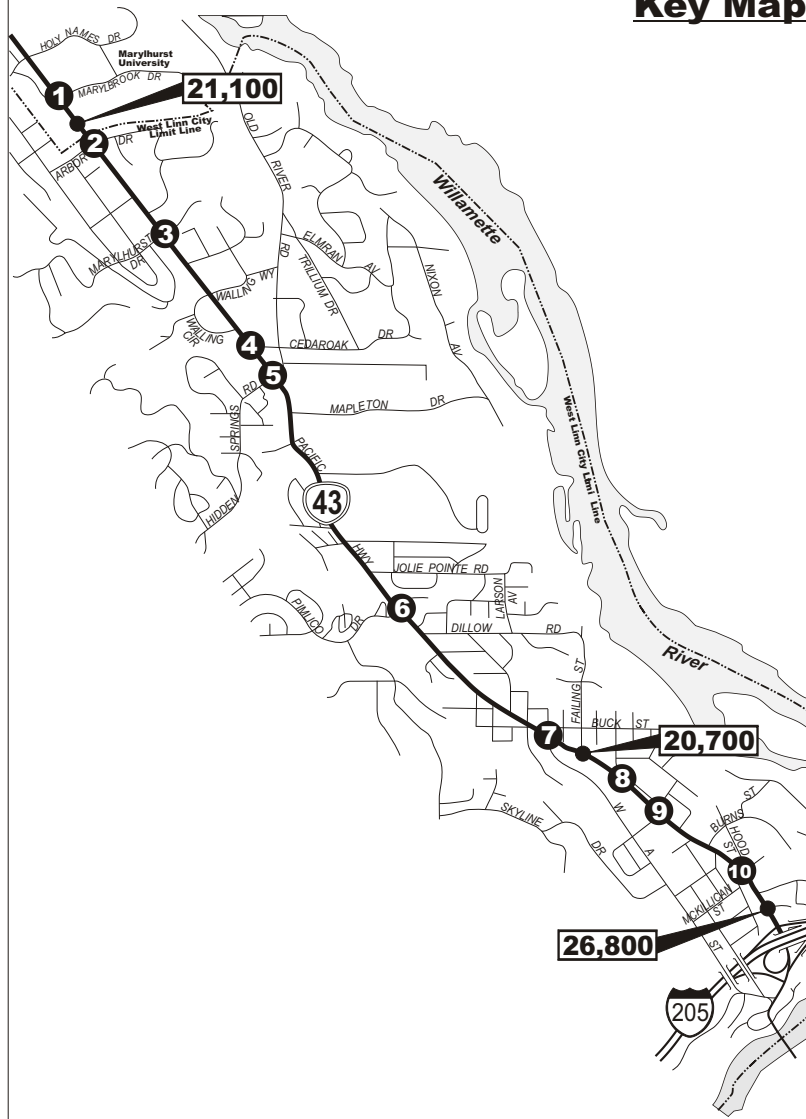 Key Map
HOLY NAMES DR
Marylhurst
University
MARYLBROOK DR
1
21,100
West Linn City
Limit Line
2
ARBOR DR
OLD RIVER RD
Willamette
3
MARYLHURST
DR
ELMRAN AV
TRILLIUM DR
NIXON AV
WALLING WY
WALLING
CIR
4
CEDAROAK DR
5
HIDDEN SPRINGS RD
MAPLETON DR
West Linn City Limi Line
PACIFIC HWY
43
JOLIE POINTE RD
LARSON
AV
PIMLICO DR
6
DILLOW RD
River
FAILING ST
BUCK ST
7
20,700
8
SKYLINE DR
9
W A ST
BURNS ST
HOOD
ST
10
MCKILLICAN
ST
26,800
205